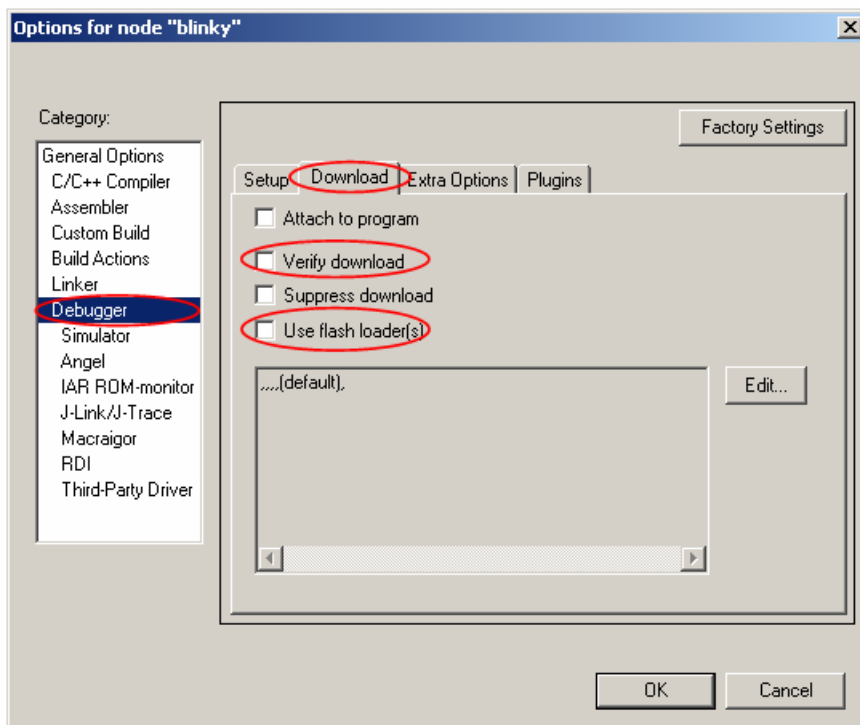 Options for node "blinky"
Category:
General Options
C/C++ Compiler
Assembler
Custom Build
Build Actions
Linker
Debugger
Simulator
Angel
IAR ROM-monitor
J-Link/J-Trace
Macraigor
RDI
Third-Party Driver
Factory Settings
Setup Download Extra Options Plugins
Attach to program
Verify download
Suppress download
Use flash loader(s)
,,,,(default),
Edit...
OK Cancel